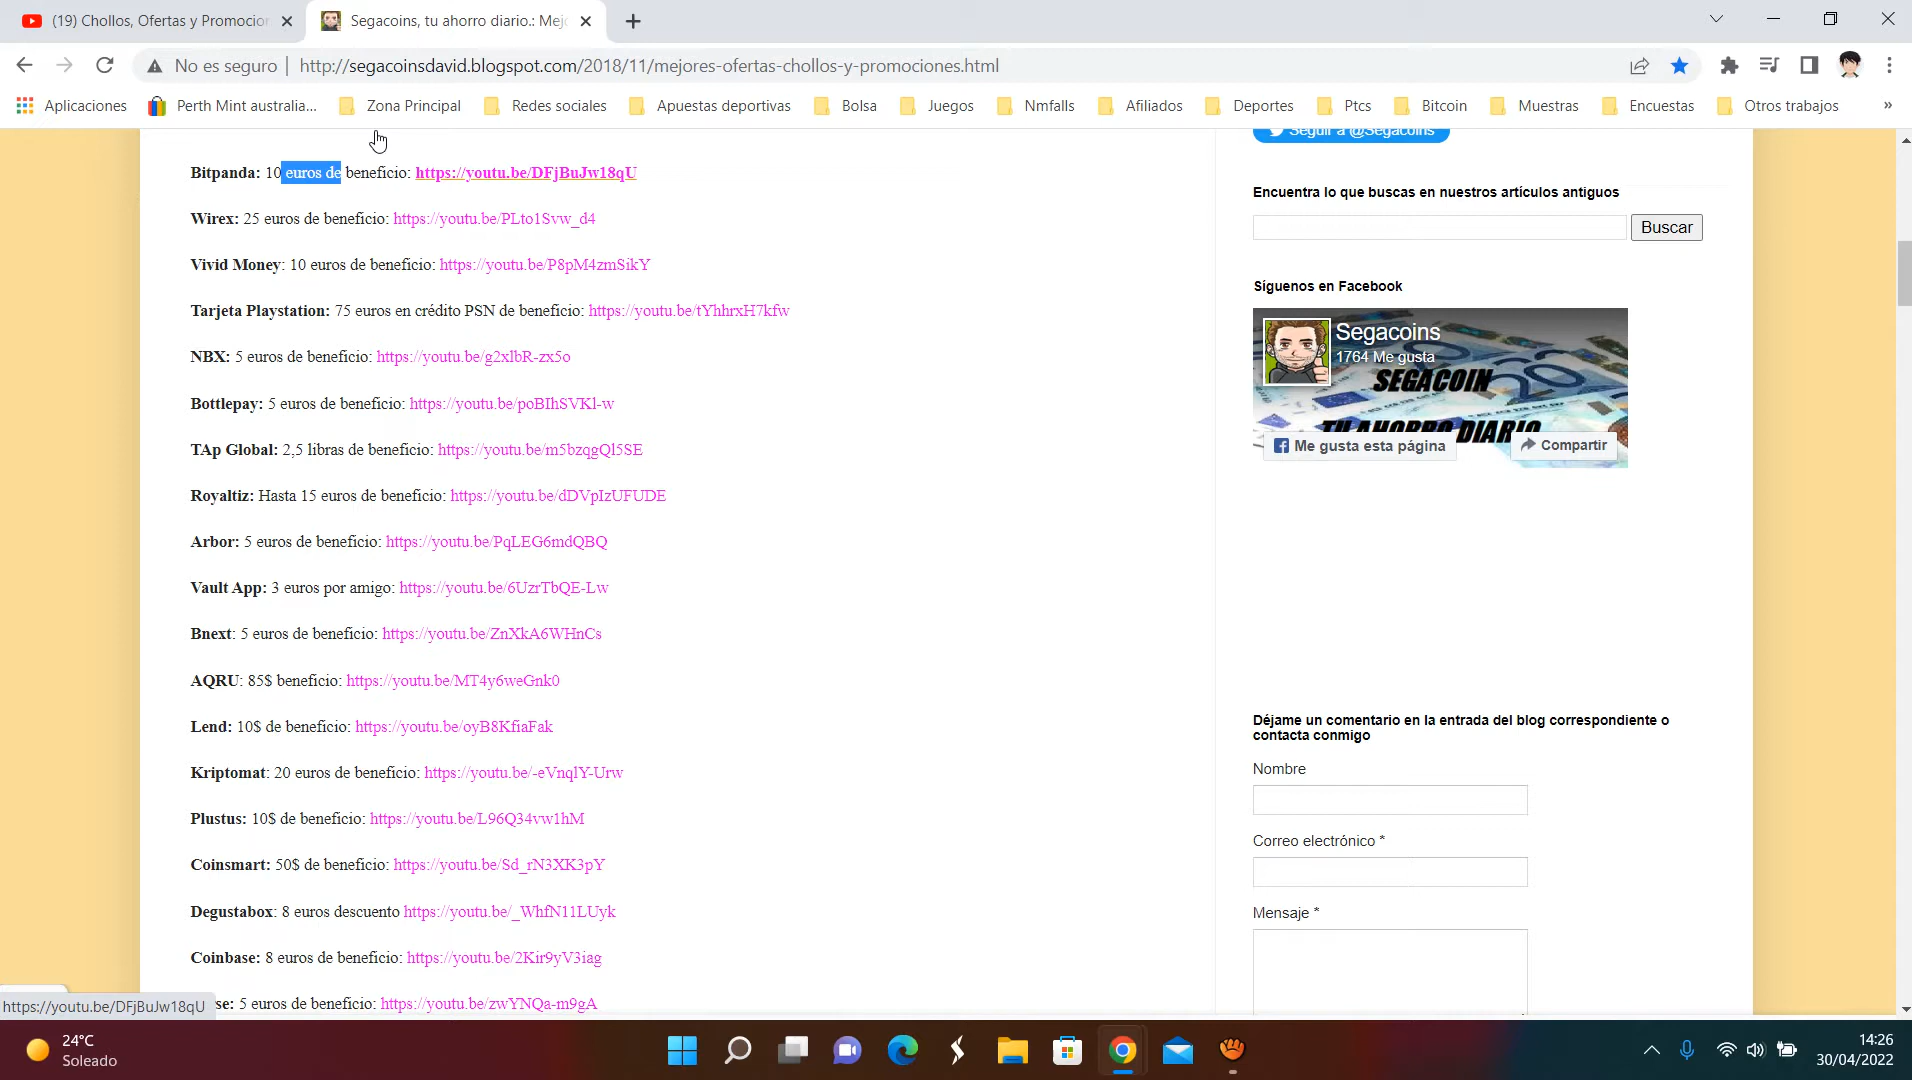 (19) Chollos, Ofertas y Promocion
Segacoins, tu ahorro diario.: Mejo
No es seguro | http://segacoinsdavid.blogspot.com/2018/11/mejores-ofertas-chollos-y-promociones.html
Aplicaciones Perth Mint australia... Zona Principal Redes sociales Apuestas deportivas Bolsa Juegos Nmfalls Afiliados Deportes Ptcs Bitcoin Muestras Encuestas Otros trabajos »
Bitpanda: 10 euros de beneficio: https://youtu.be/DFjBuJw18qU
Wirex: 25 euros de beneficio: https://youtu.be/PLto1Svw_d4
Vivid Money: 10 euros de beneficio: https://youtu.be/P8pM4zmSikY
Tarjeta Playstation: 75 euros en crédito PSN de beneficio: https://youtu.be/tYhhrxH7kfw
NBX: 5 euros de beneficio: https://youtu.be/g2xlbR-zx5o
Bottlepay: 5 euros de beneficio: https://youtu.be/poBIhSVKl-w
TAp Global: 2,5 libras de beneficio: https://youtu.be/m5bzqgQl5SE
Royaltiz: Hasta 15 euros de beneficio: https://youtu.be/dDVpIzUFUDE
Arbor: 5 euros de beneficio: https://youtu.be/PqLEG6mdQBQ
Vault App: 3 euros por amigo: https://youtu.be/6UzrTbQE-Lw
Bnext: 5 euros de beneficio: https://youtu.be/ZnXkA6WHnCs
AQRU: 85$ beneficio: https://youtu.be/MT4y6weGnk0
Lend: 10$ de beneficio: https://youtu.be/oyB8KfiaFak
Kriptomat: 20 euros de beneficio: https://youtu.be/-eVnqlY-Urw
Plustus: 10$ de beneficio: https://youtu.be/L96Q34vw1hM
Coinsmart: 50$ de beneficio: https://youtu.be/Sd_rN3XK3pY
Degustabox: 8 euros descuento https://youtu.be/_WhfN11LUyk
Coinbase: 8 euros de beneficio: https://youtu.be/2Kir9yV3iag
se: 5 euros de beneficio: https://youtu.be/zwYNQa-m9gA
https://youtu.be/DFjBuJw18qU
Seguir a @Segacoins
Encuentra lo que buscas en nuestros artículos antiguos
Buscar
Síguenos en Facebook
Segacoins
1764 Me gusta
SEGACOIN
TU AHORRO DIARIO
Me gusta esta página
Compartir
Déjame un comentario en la entrada del blog correspondiente o
contacta conmigo
Nombre
Correo electrónico *
Mensaje *
24°C
Soleado
14:26
30/04/2022